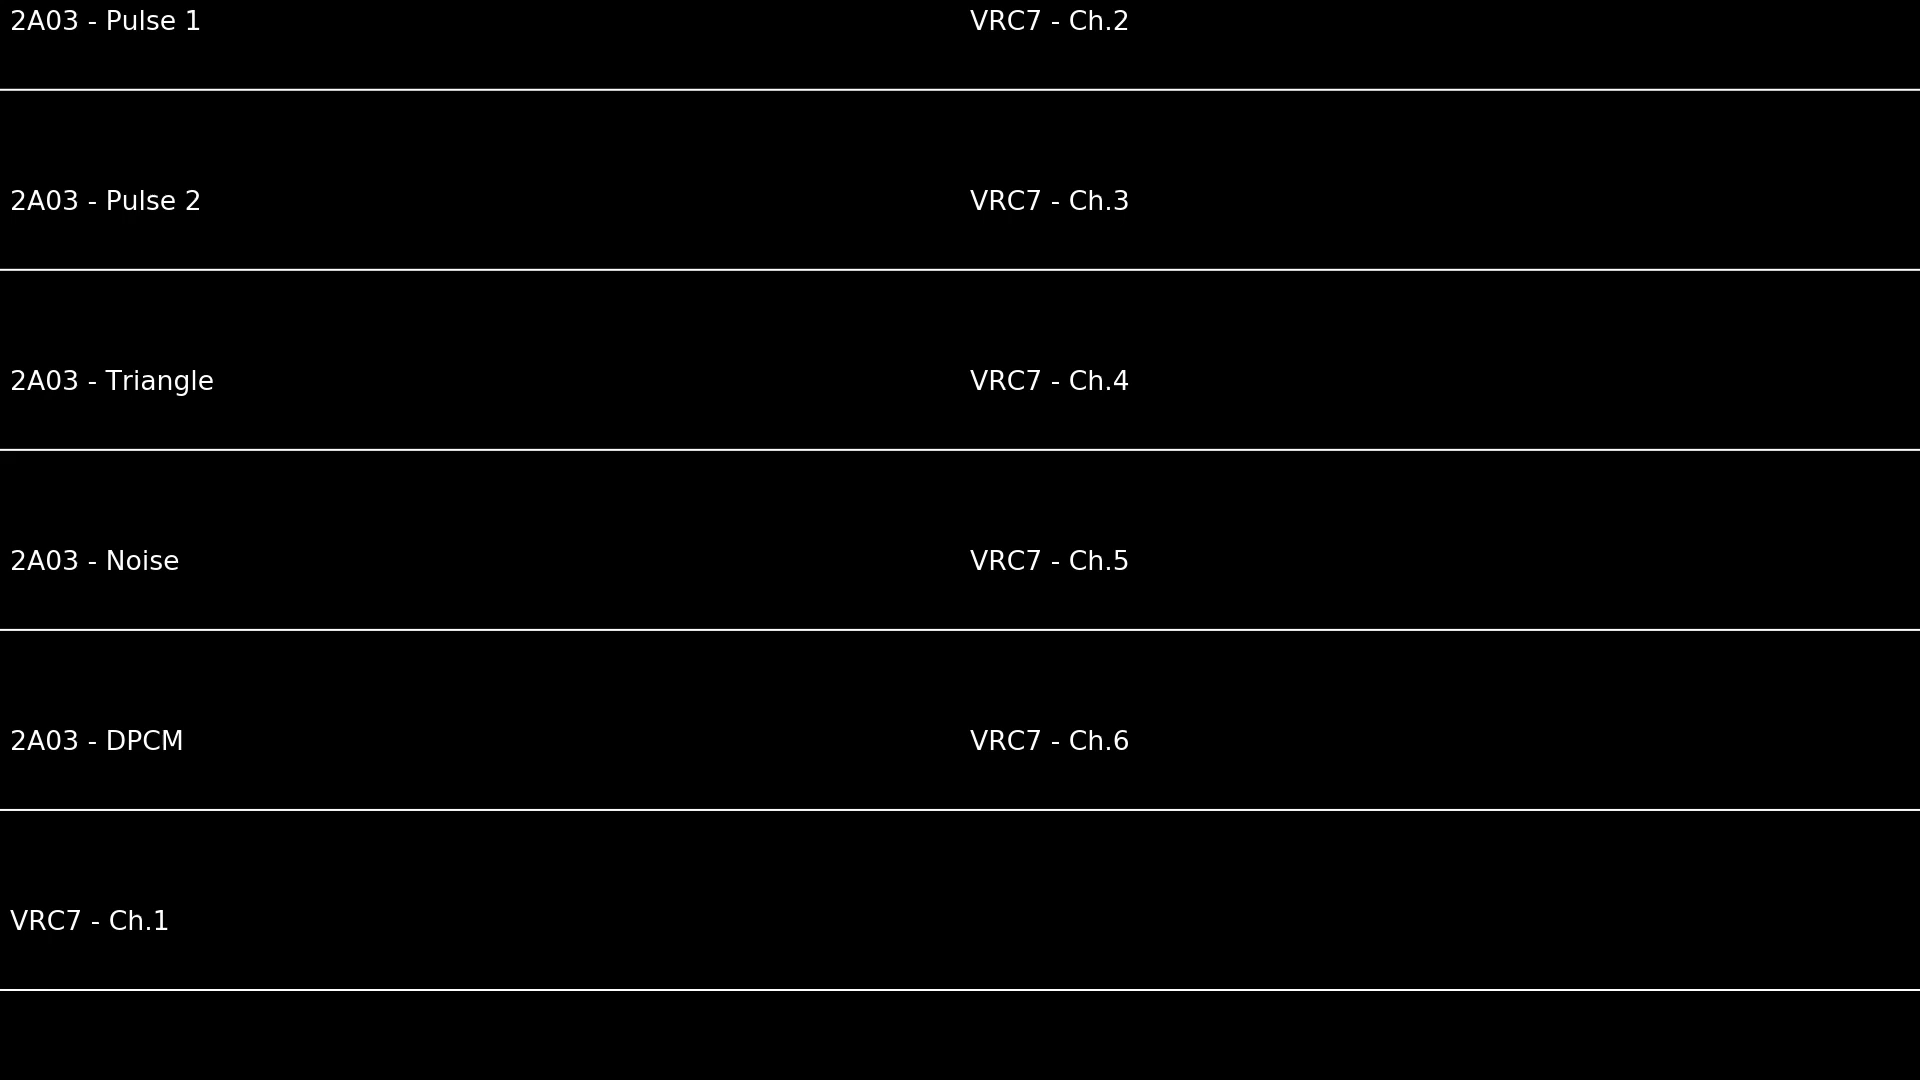 2A03 - Pulse 1
2A03 - Pulse 2
2A03 - Triangle
2A03 - Noise
2A03 - DPCM
VRC7 - Ch.1
VRC7 - Ch.2
VRC7 - Ch.3
VRC7 - Ch.4
VRC7 - Ch.5
VRC7 - Ch.6